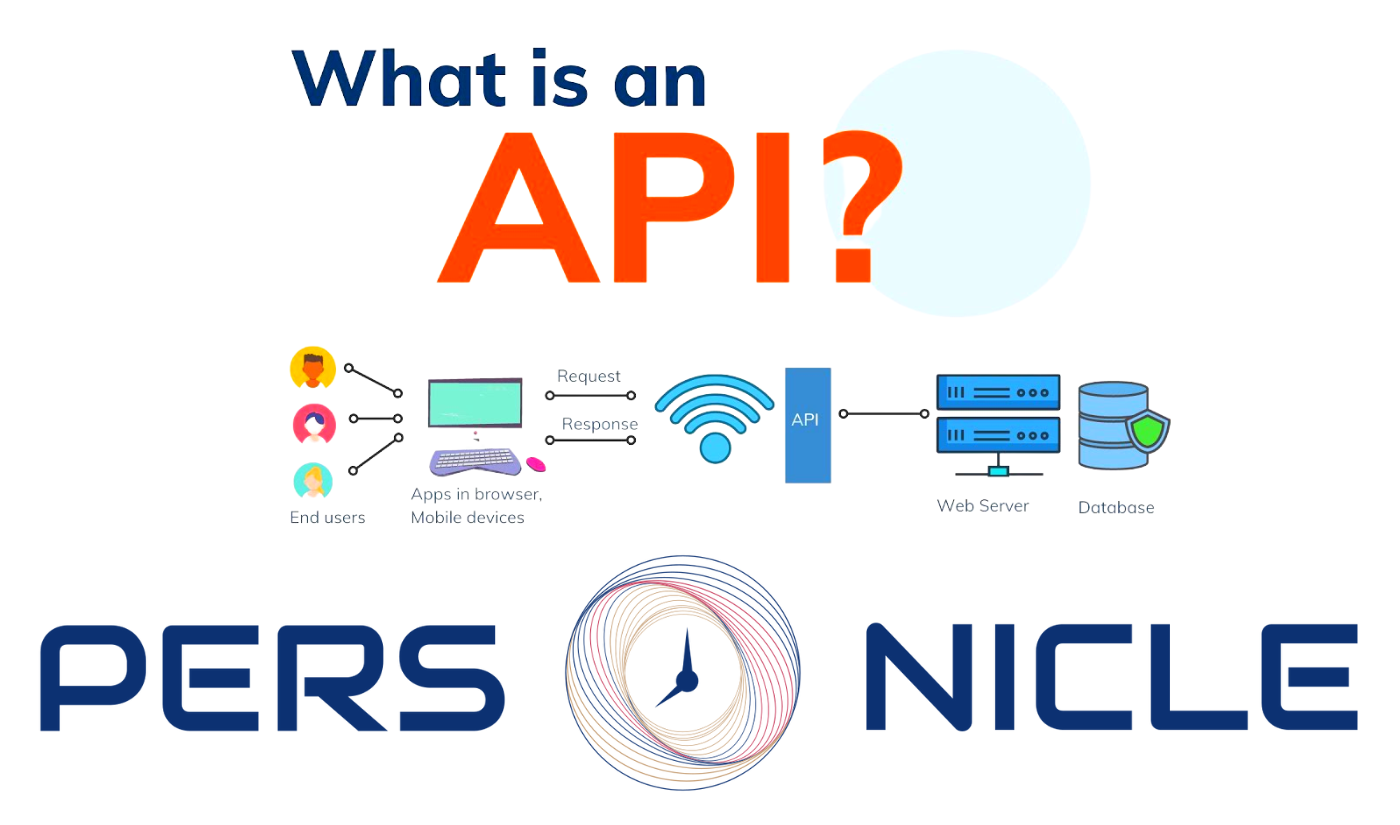 What is an
API?
Request
Response
API
End users
Apps in browser,
Mobile devices
Web Server
Database
PERS NICLE